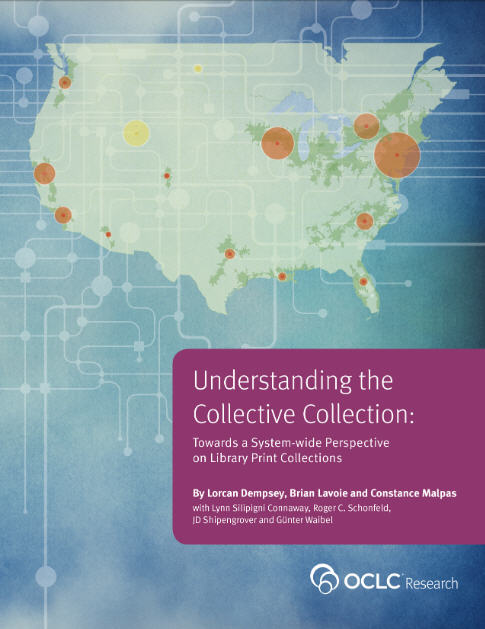 Understanding the
Collective Collection:
Towards a System-wide Perspective
on Library Print Collections
By Lorcan Dempsey, Brian Lavoie and Constance Malpas
with Lynn Silipigni Connaway, Roger C. Schonfeld,
JD Shipengrover and Günter Waibel
OCLC® Research